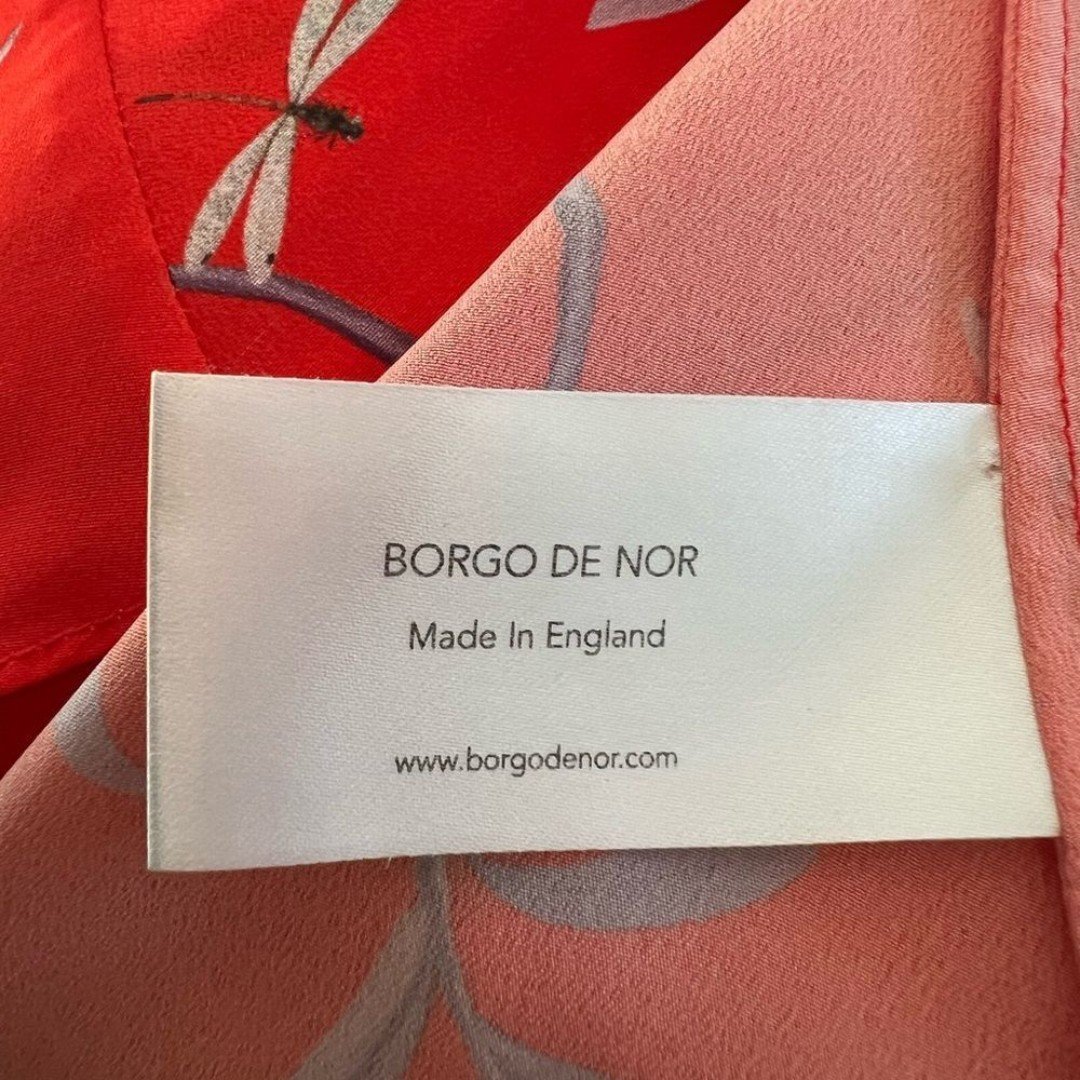 BORGO DE NOR
Made In England
www.borgodenor.com